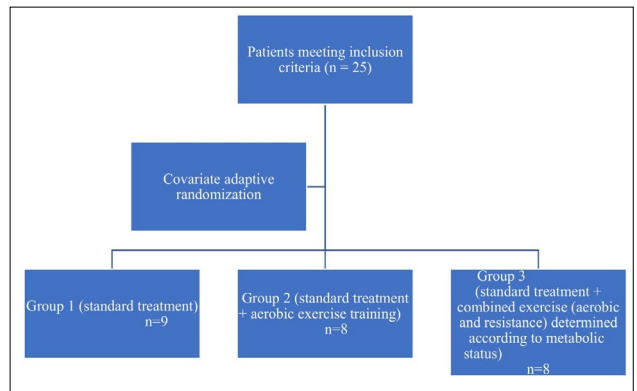 Patients meeting inclusion
criteria (n = 25)
Covariate adaptive
randomization
Group 1 (standard treatment)
n=9
Group 2 (standard treatment
+ aerobic exercise training)
n=8
Group 3
(standard treatment +
combined exercise (aerobic
and resistance) determined
according to metabolic
status)
n=8